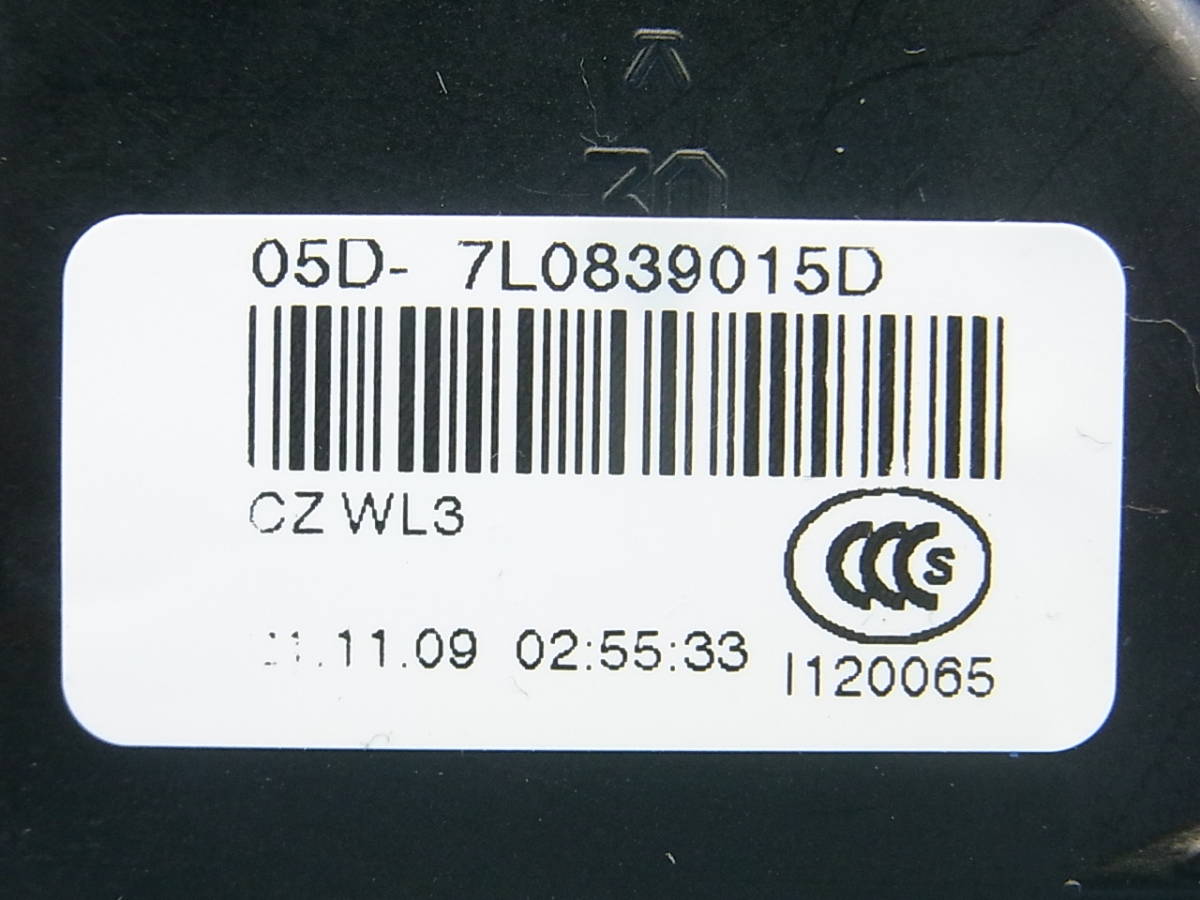 30
05D- 7L0839015D
CZ WL3
CCC S
.11.09 02:55:33
I120065